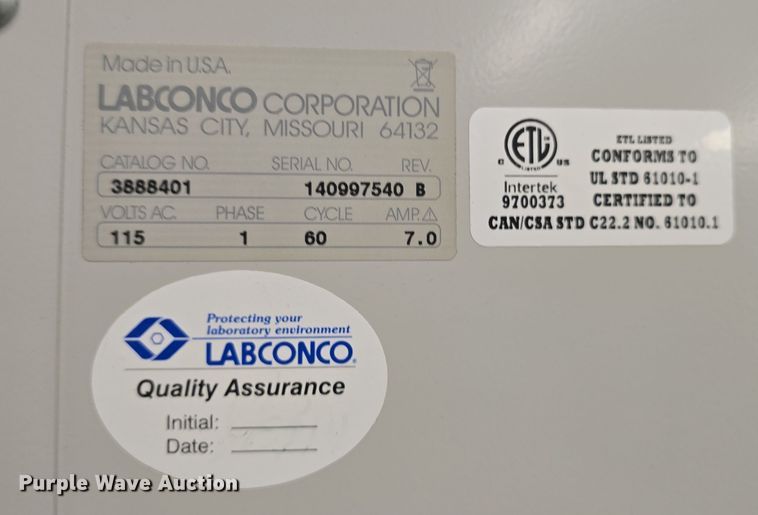 Made in U.S.A.
LABCONCO CORPORATION
KANSAS CITY, MISSOURI 64132
CATALOG NO. SERIAL NO. REV.
3888401 140997540 B
VOLTS AC. PHASE CYCLE AMP.⚠
115 1 60 7.0
ETL
LISTED
C US
Intertek
9700373
ETL LISTED
CONFORMS TO
UL STD 61010-1
CERTIFIED TO
CAN/CSA STD C22.2 NO. 61010.1
Protecting your
laboratory environment
LABCONCO®
Quality Assurance
Initial:
Date:
Purple Wave Auction